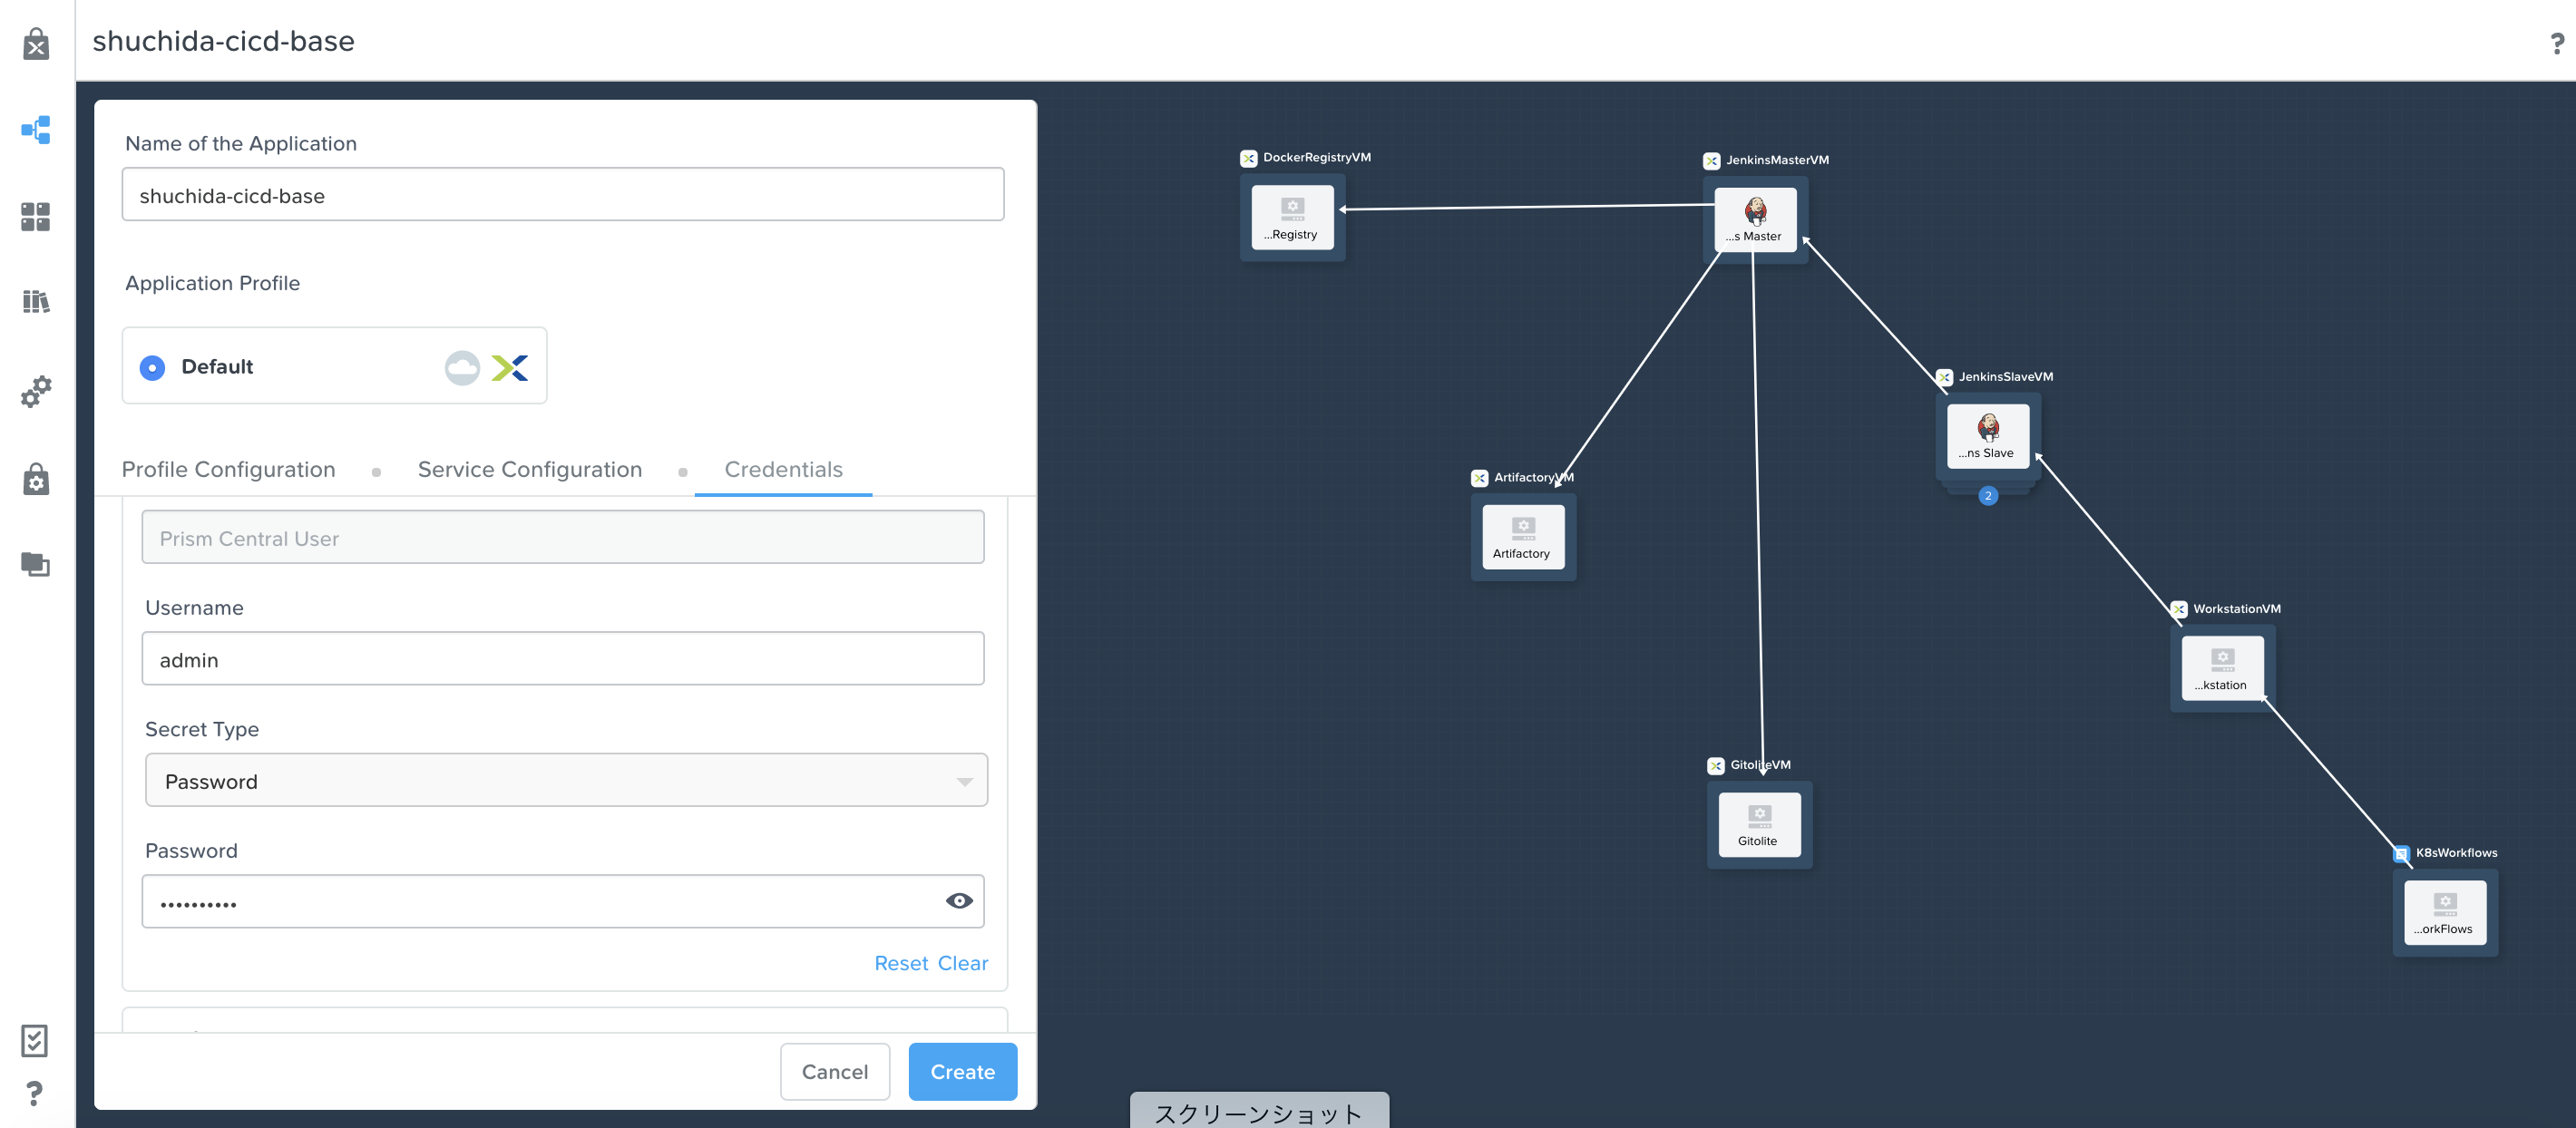 shuchida-cicd-base
?
Name of the Application
shuchida-cicd-base
Application Profile
Default
Profile Configuration
Service Configuration
Credentials
Prism Central User
Username
admin
Secret Type
Password
Password
••••••••••
Reset Clear
Cancel
Create
?
DockerRegistryVM
...Registry
JenkinsMasterVM
...s Master
JenkinsSlaveVM
...ns Slave
2
ArtifactoryVM
Artifactory
WorkstationVM
...kstation
GitoliteVM
Gitolite
K8sWorkflows
...orkFlows
スクリーンショット